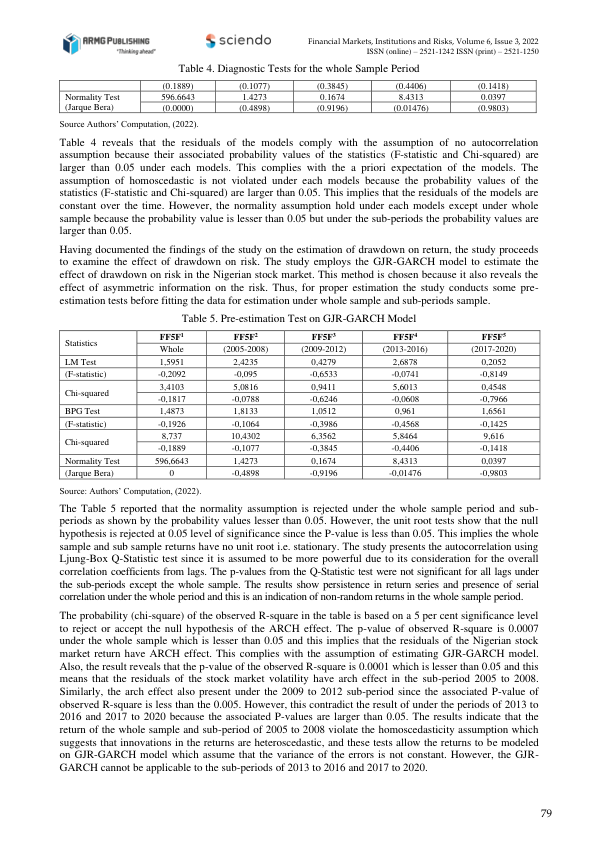 ARMG PUBLISHING
"Thinking ahead"
sciendo
Financial Markets, Institutions and Risks, Volume 6, Issue 3, 2022
ISSN (online) – 2521-1242 ISSN (print) – 2521-1250
Table 4. Diagnostic Tests for the whole Sample Period
(0.1889) (0.1077) (0.3845) (0.4406) (0.1418)
Normality Test 596.6643 1.4273 0.1674 8.4313 0.0397
(Jarque Bera) (0.0000) (0.4898) (0.9196) (0.01476) (0.9803)
Source Authors' Computation, (2022).
Table 4 reveals that the residuals of the models comply with the assumption of no autocorrelation
assumption because their associated probability values of the statistics (F-statistic and Chi-squared) are
larger than 0.05 under each models. This complies with the a priori expectation of the models. The
assumption of homoscedastic is not violated under each models because the probability values of the
statistics (F-statistic and Chi-squared) are larger than 0.05. This implies that the residuals of the models are
constant over the time. However, the normality assumption hold under each models except under whole
sample because the probability value is lesser than 0.05 but under the sub-periods the probability values are
larger than 0.05.
Having documented the findings of the study on the estimation of drawdown on return, the study proceeds
to examine the effect of drawdown on risk. The study employs the GJR-GARCH model to estimate the
effect of drawdown on risk in the Nigerian stock market. This method is chosen because it also reveals the
effect of asymmetric information on the risk. Thus, for proper estimation the study conducts some pre-
estimation tests before fitting the data for estimation under whole sample and sub-periods sample.
Table 5. Pre-estimation Test on GJR-GARCH Model
Statistics FF5F¹ FF5F² FF5F³ FF5F⁴ FF5F⁵
Whole (2005-2008) (2009-2012) (2013-2016) (2017-2020)
LM Test 1,5951 2,4235 0,4279 2,6878 0,2052
(F-statistic) -0,2092 -0,095 -0,6533 -0,0741 -0,8149
Chi-squared 3,4103 5,0816 0,9411 5,6013 0,4548
-0,1817 -0,0788 -0,6246 -0,0608 -0,7966
BPG Test 1,4873 1,8133 1,0512 0,961 1,6561
(F-statistic) -0,1926 -0,1064 -0,3986 -0,4568 -0,1425
Chi-squared 8,737 10,4302 6,3562 5,8464 9,616
-0,1889 -0,1077 -0,3845 -0,4406 -0,1418
Normality Test 596,6643 1,4273 0,1674 8,4313 0,0397
(Jarque Bera) 0 -0,4898 -0,9196 -0,01476 -0,9803
Source: Authors' Computation, (2022).
The Table 5 reported that the normality assumption is rejected under the whole sample period and sub-
periods as shown by the probability values lesser than 0.05. However, the unit root tests show that the null
hypothesis is rejected at 0.05 level of significance since the P-value is less than 0.05. This implies the whole
sample and sub sample returns have no unit root i.e. stationary. The study presents the autocorrelation using
Ljung-Box Q-Statistic test since it is assumed to be more powerful due to its consideration for the overall
correlation coefficients from lags. The p-values from the Q-Statistic test were not significant for all lags under
the sub-periods except the whole sample. The results show persistence in return series and presence of serial
correlation under the whole period and this is an indication of non-random returns in the whole sample period.
The probability (chi-square) of the observed R-square in the table is based on a 5 per cent significance level
to reject or accept the null hypothesis of the ARCH effect. The p-value of observed R-square is 0.0007
under the whole sample which is lesser than 0.05 and this implies that the residuals of the Nigerian stock
market return have ARCH effect. This complies with the assumption of estimating GJR-GARCH model.
Also, the result reveals that the p-value of the observed R-square is 0.0001 which is lesser than 0.05 and this
means that the residuals of the stock market volatility have arch effect in the sub-period 2005 to 2008.
Similarly, the arch effect also present under the 2009 to 2012 sub-period since the associated P-value of
observed R-square is less than the 0.005. However, this contradict the result of under the periods of 2013 to
2016 and 2017 to 2020 because the associated P-values are larger than 0.05. The results indicate that the
return of the whole sample and sub-period of 2005 to 2008 violate the homoscedasticity assumption which
suggests that innovations in the returns are heteroscedastic, and these tests allow the returns to be modeled
on GJR-GARCH model which assume that the variance of the errors is not constant. However, the GJR-
GARCH cannot be applicable to the sub-periods of 2013 to 2016 and 2017 to 2020.
79